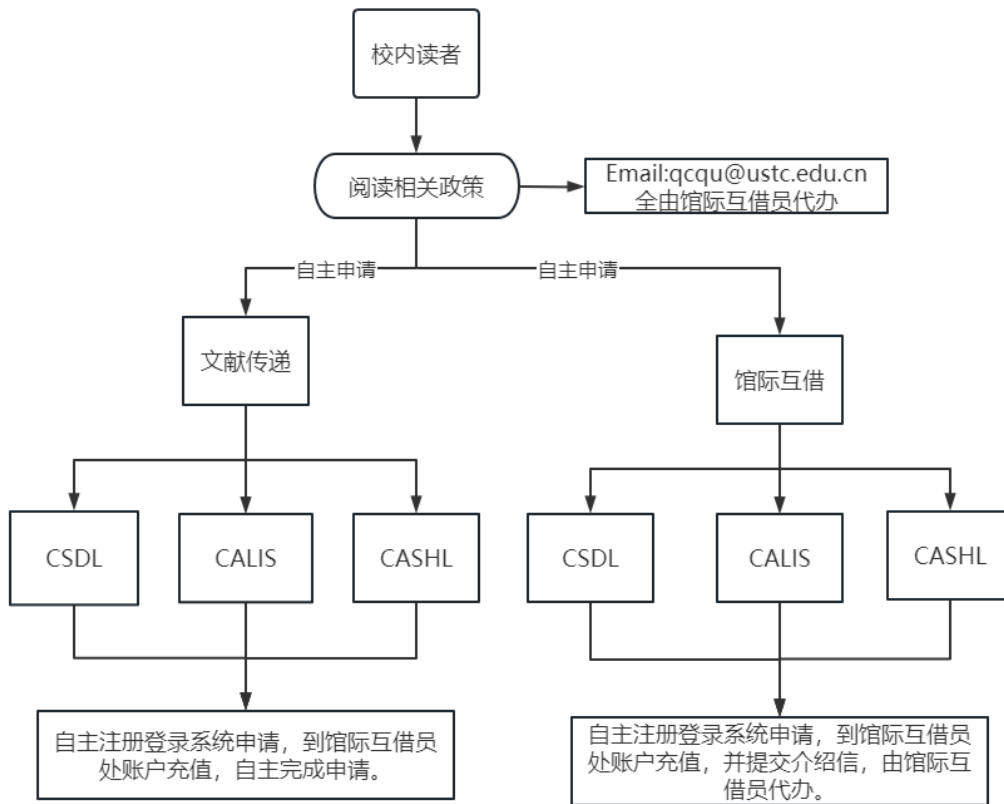 校内读者
阅读相关政策
Email:qcqu@ustc.edu.cn
全由馆际互借员代办
自主申请
自主申请
文献传递
馆际互借
CSDL
CALIS
CASHL
CSDL
CALIS
CASHL
自主注册登录系统申请，到馆际互借员
处账户充值，自主完成申请。
自主注册登录系统申请，到馆际互借员
处账户充值，并提交介绍信，由馆际互
借员代办。